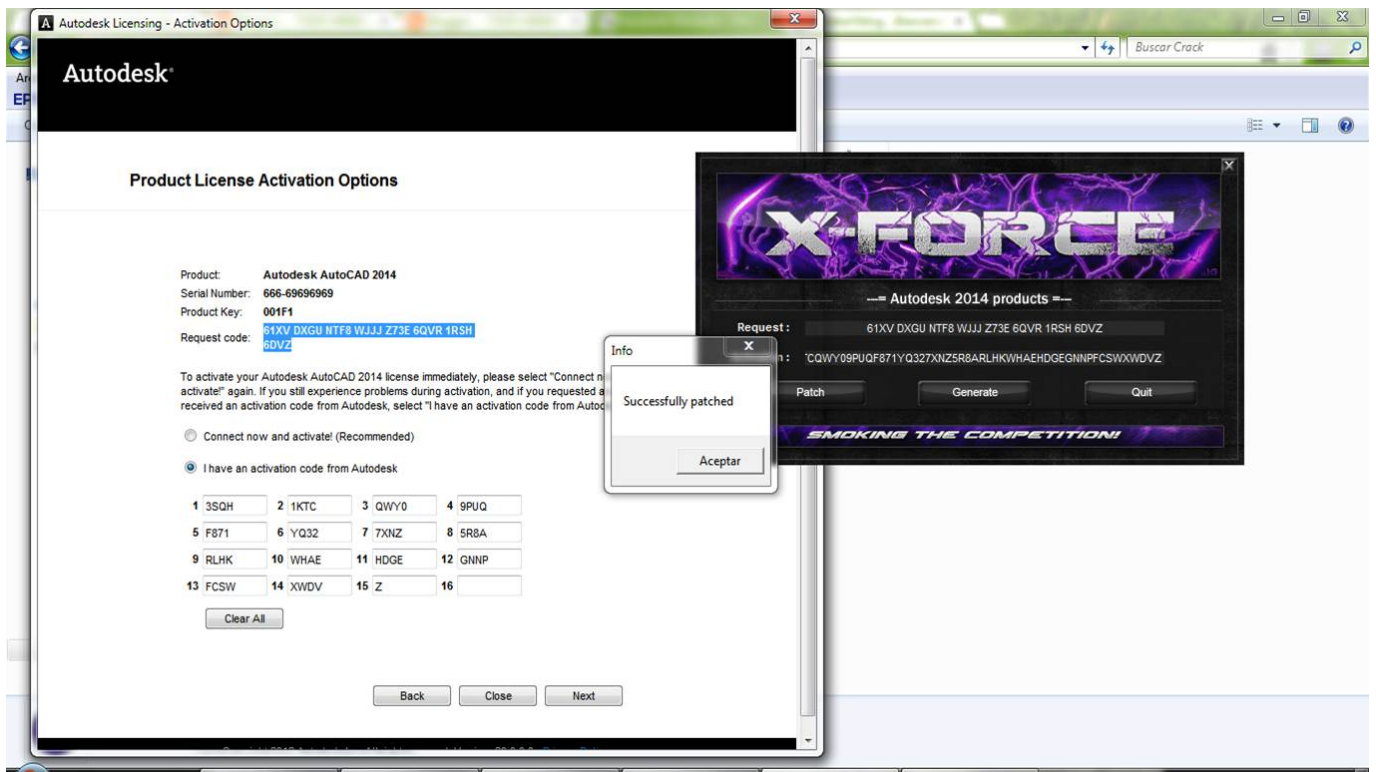 Autodesk Licensing - Activation Options
Buscar Crack
Autodesk
Product License Activation Options
Product: Autodesk AutoCAD 2014
Serial Number: 666-69696969
Product Key: 001F1
Request code: 61XV DXGU NTF8 WJJJ Z73E 6QVR 1RSH
6DVZ
To activate your Autodesk AutoCAD 2014 license immediately, please select "Connect
activate!" again. If you still experience problems during activation, and if you requested
received an activation code from Autodesk, select "I have an activation code from
Connect now and activate! (Recommended)
I have an activation code from Autodesk
1 3SQH 2 1KTC 3 QWY0 4 9PUQ
5 F871 6 YQ32 7 7XNZ 8 5R8A
9 RLHK 10 WHAE 11 HDGE 12 GNNP
13 FCSW 14 XWDV 15 Z 16
Clear All
Back Close Next
X-FORCE
---= Autodesk 2014 products =---
Request: 61XV DXGU NTF8 WJJJ Z73E 6QVR 1RSH 6DVZ
CQWY09PUQF871YQ327XNZ5R8ARLHKWHAEHDGEGNNPFCSWXWDVZ
Patch Generate Quit
SMOKING THE COMPETITION!
Info
Successfully patched
Aceptar